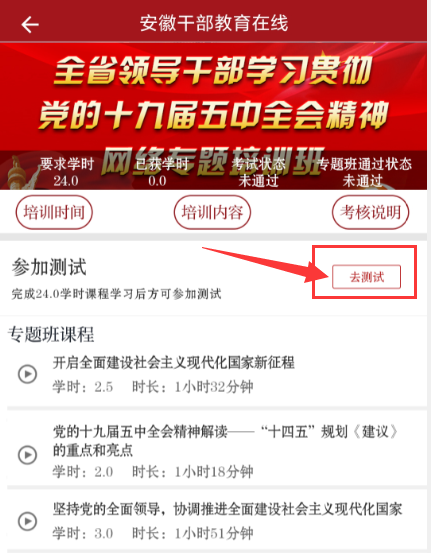 安徽干部教育在线
全省领导干部学习贯彻
党的十九届五中全会精神
网络专题培训班
要求学时 已获学时 考试状态 专题班通过状态
24.0 0.0 未通过 未通过
培训时间 培训内容 考核说明
参加测试
去测试
完成24.0学时课程学习后方可参加测试
专题班课程
开启全面建设社会主义现代化国家新征程
学时：2.5 时长：1小时32分钟
党的十九届五中全会精神解读——“十四五”规划《建议》
的重点和亮点
学时：2.0 时长：1小时18分钟
坚持党的全面领导，协调推进全面建设社会主义现代化国家
学时：3.0 时长：1小时51分钟